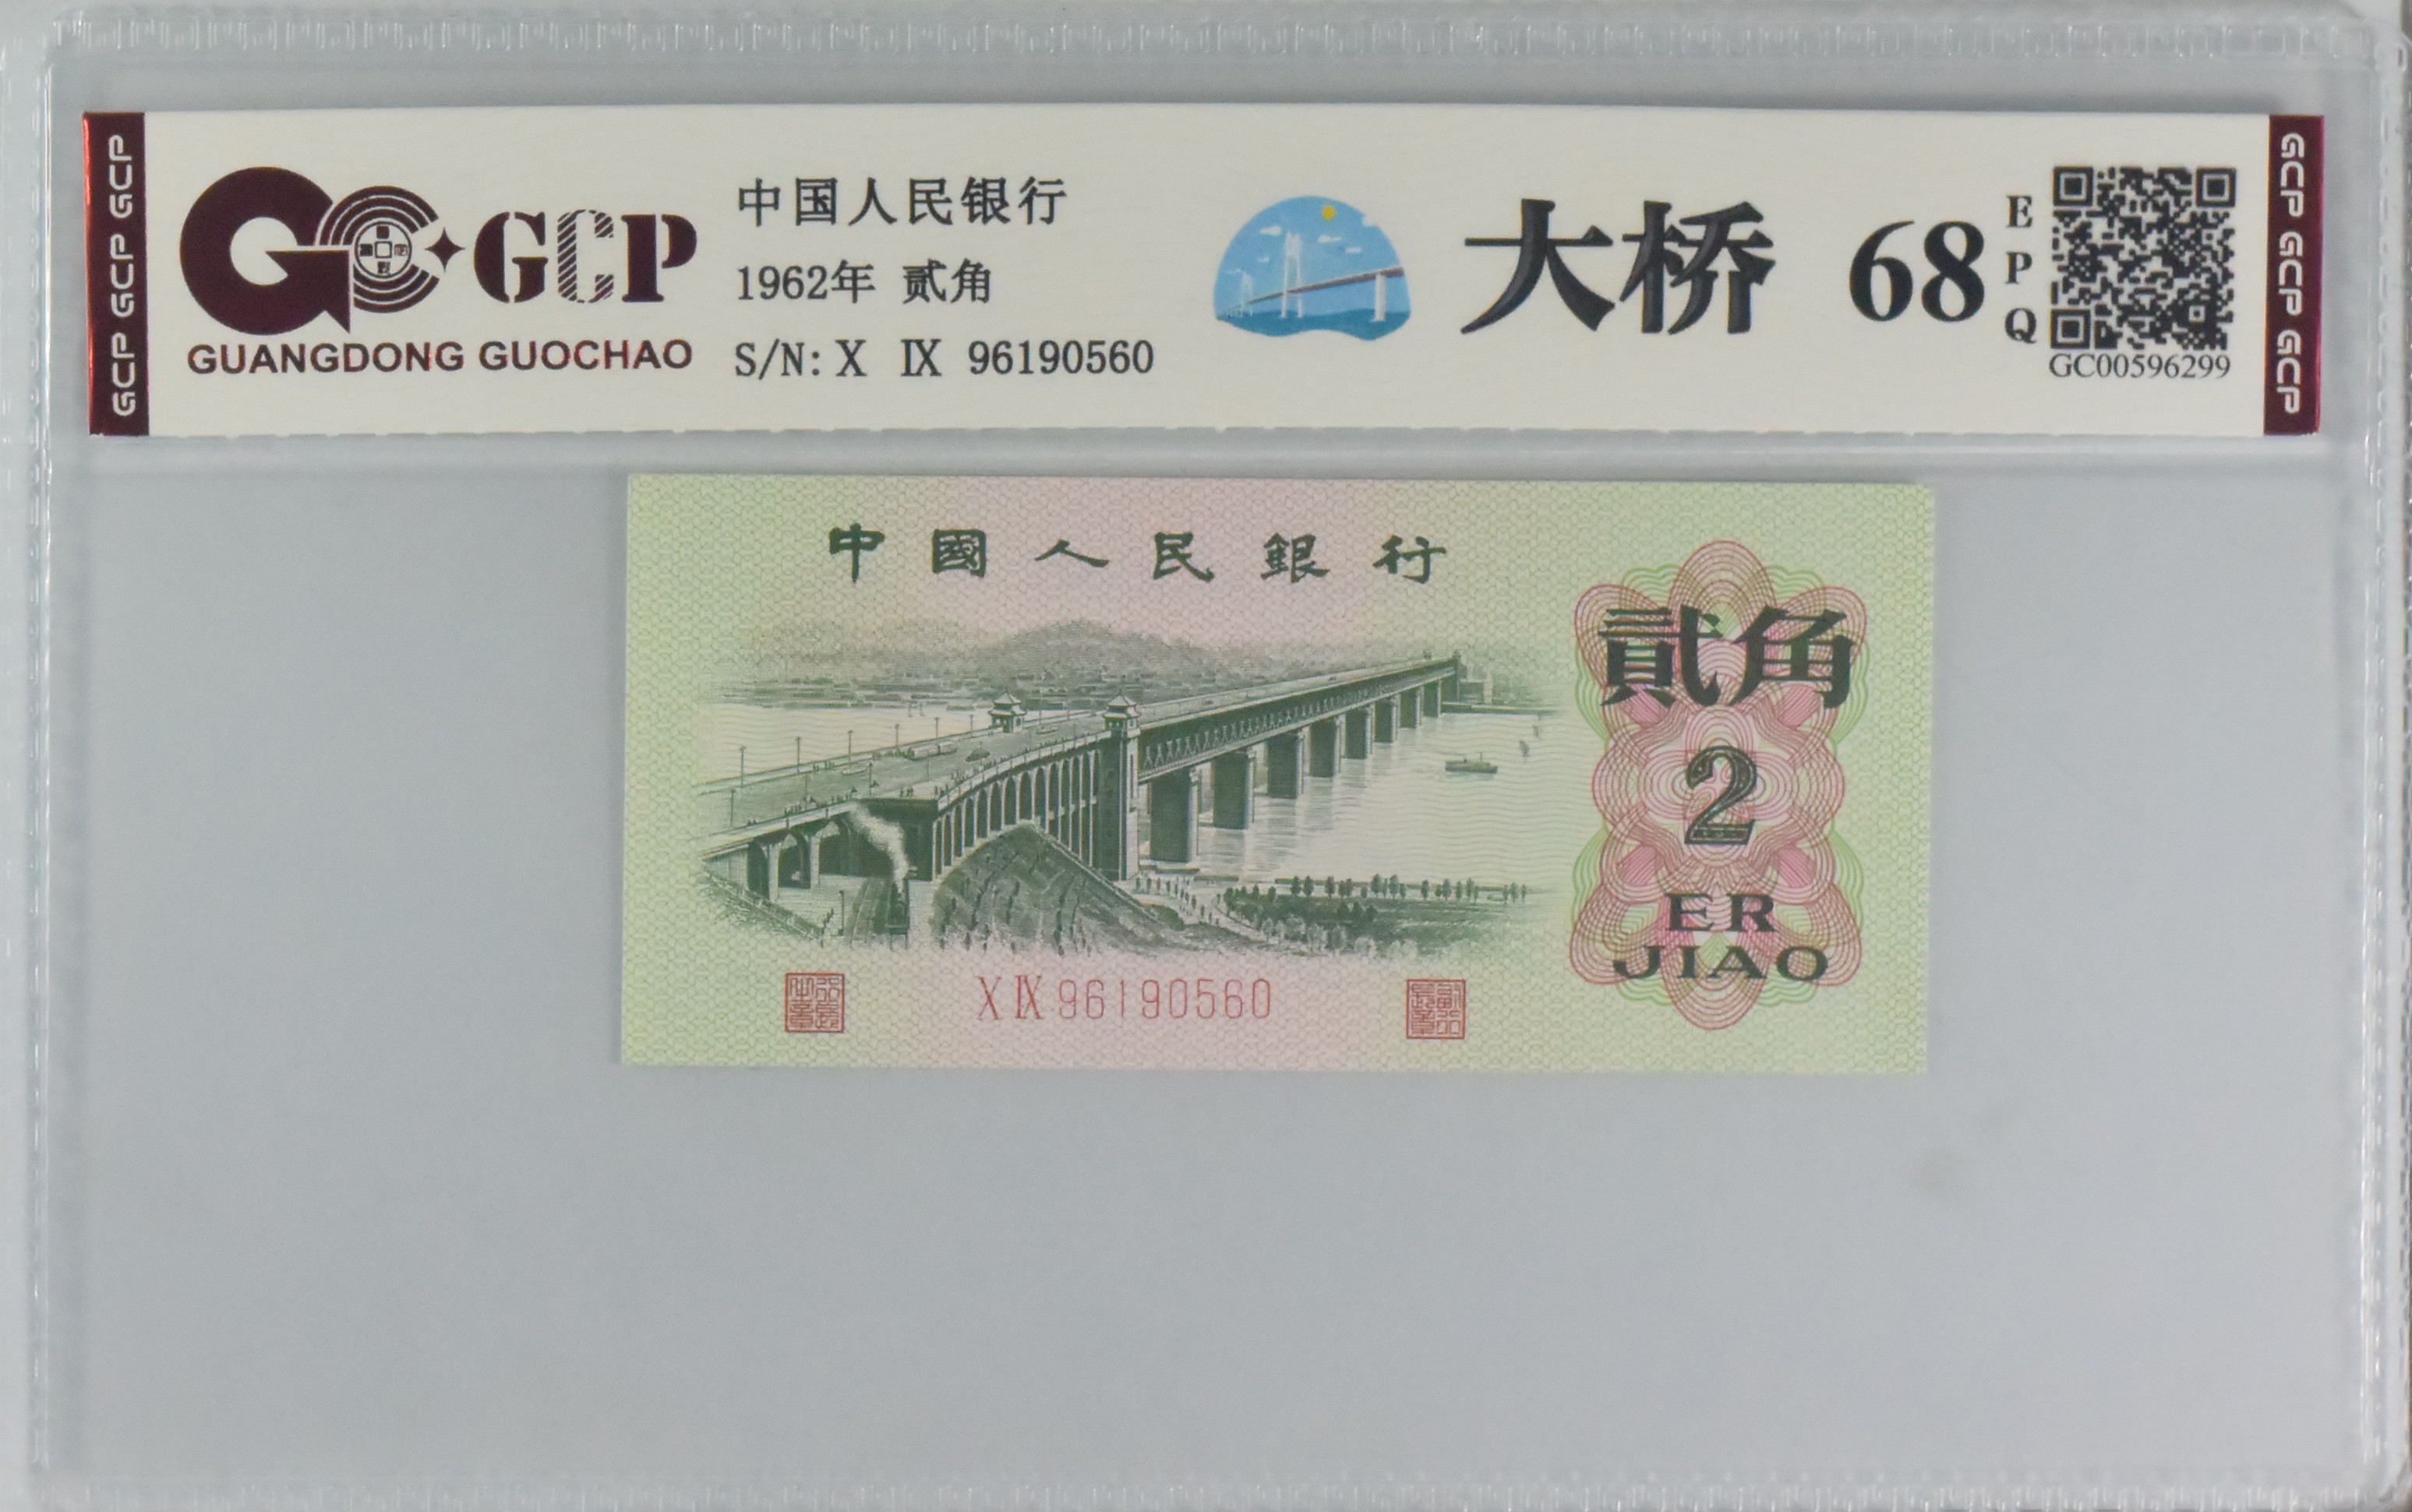 GCP GCP GCP
GCP
GUANGDONG GUOCHAO
中国人民银行
1962年 贰角
S/N: X IX 96190560
大桥 68
E
P
Q
GC00596299
GCP GCP GCP
中國人民銀行
貳角
2
ER
JIAO
X IX 96190560